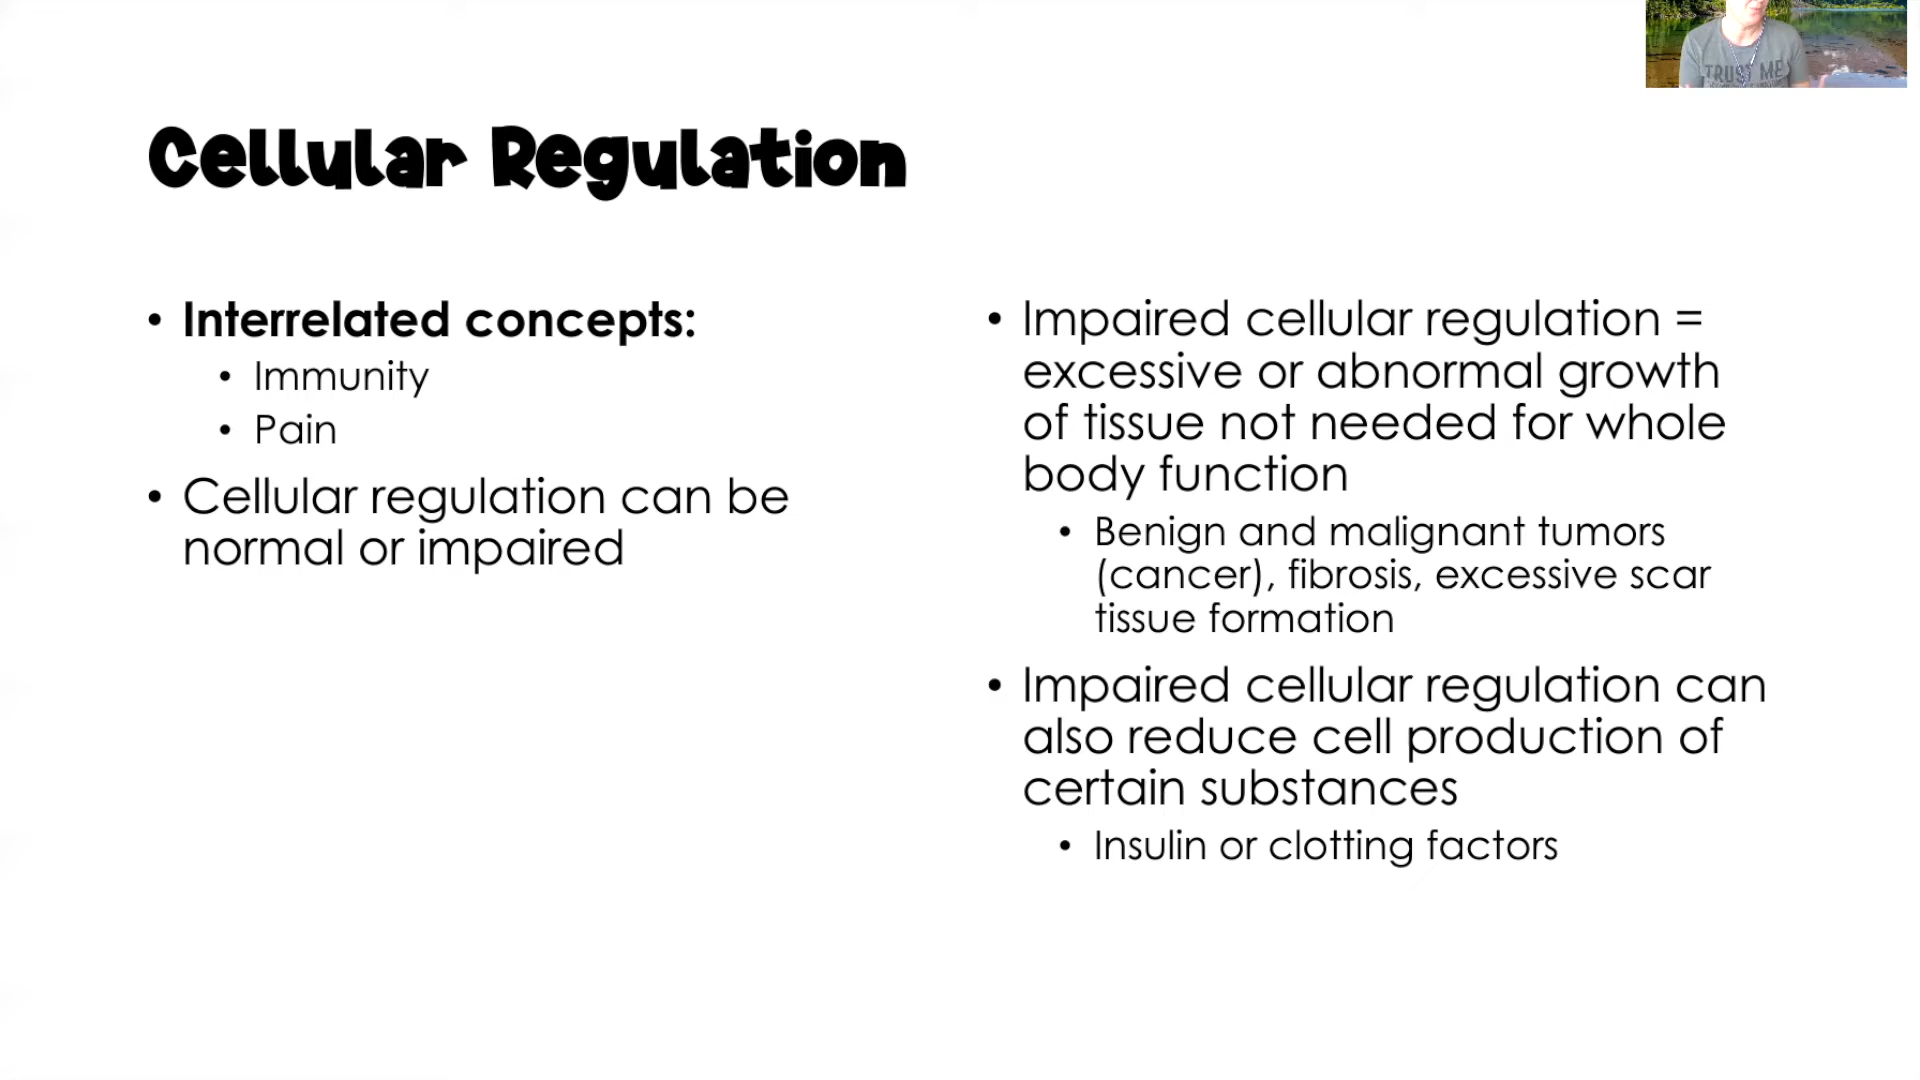 TRUST ME
Cellular Regulation
• Interrelated concepts:
• Immunity
• Pain
• Cellular regulation can be
normal or impaired
• Impaired cellular regulation =
excessive or abnormal growth
of tissue not needed for whole
body function
• Benign and malignant tumors
(cancer), fibrosis, excessive scar
tissue formation
• Impaired cellular regulation can
also reduce cell production of
certain substances
• Insulin or clotting factors